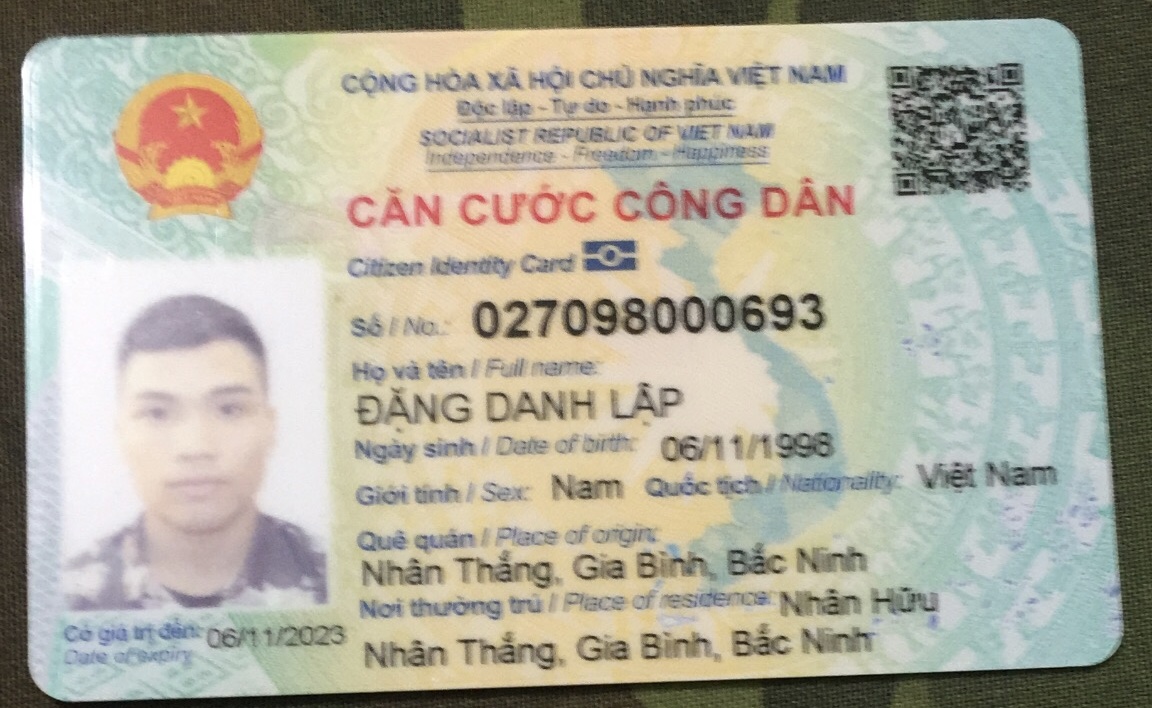 CỘNG HÒA XÃ HỘI CHỦ NGHĨA VIỆT NAM
Độc lập - Tự do - Hạnh phúc
SOCIALIST REPUBLIC OF VIET NAM
Independence - Freedom - Happiness
CĂN CƯỚC CÔNG DÂN
Citizen Identity Card
Số / No.: 027098000693
Họ và tên / Full name:
ĐẶNG DANH LẬP
Ngày sinh / Date of birth: 06/11/1998
Giới tính / Sex: Nam Quốc tịch / Nationality: Việt Nam
Quê quán / Place of origin:
Nhân Thắng, Gia Bình, Bắc Ninh
Nơi thường trú / Place of residence: Nhân Hữu
Nhân Thắng, Gia Bình, Bắc Ninh
Có giá trị đến: 06/11/2023
Date of expiry